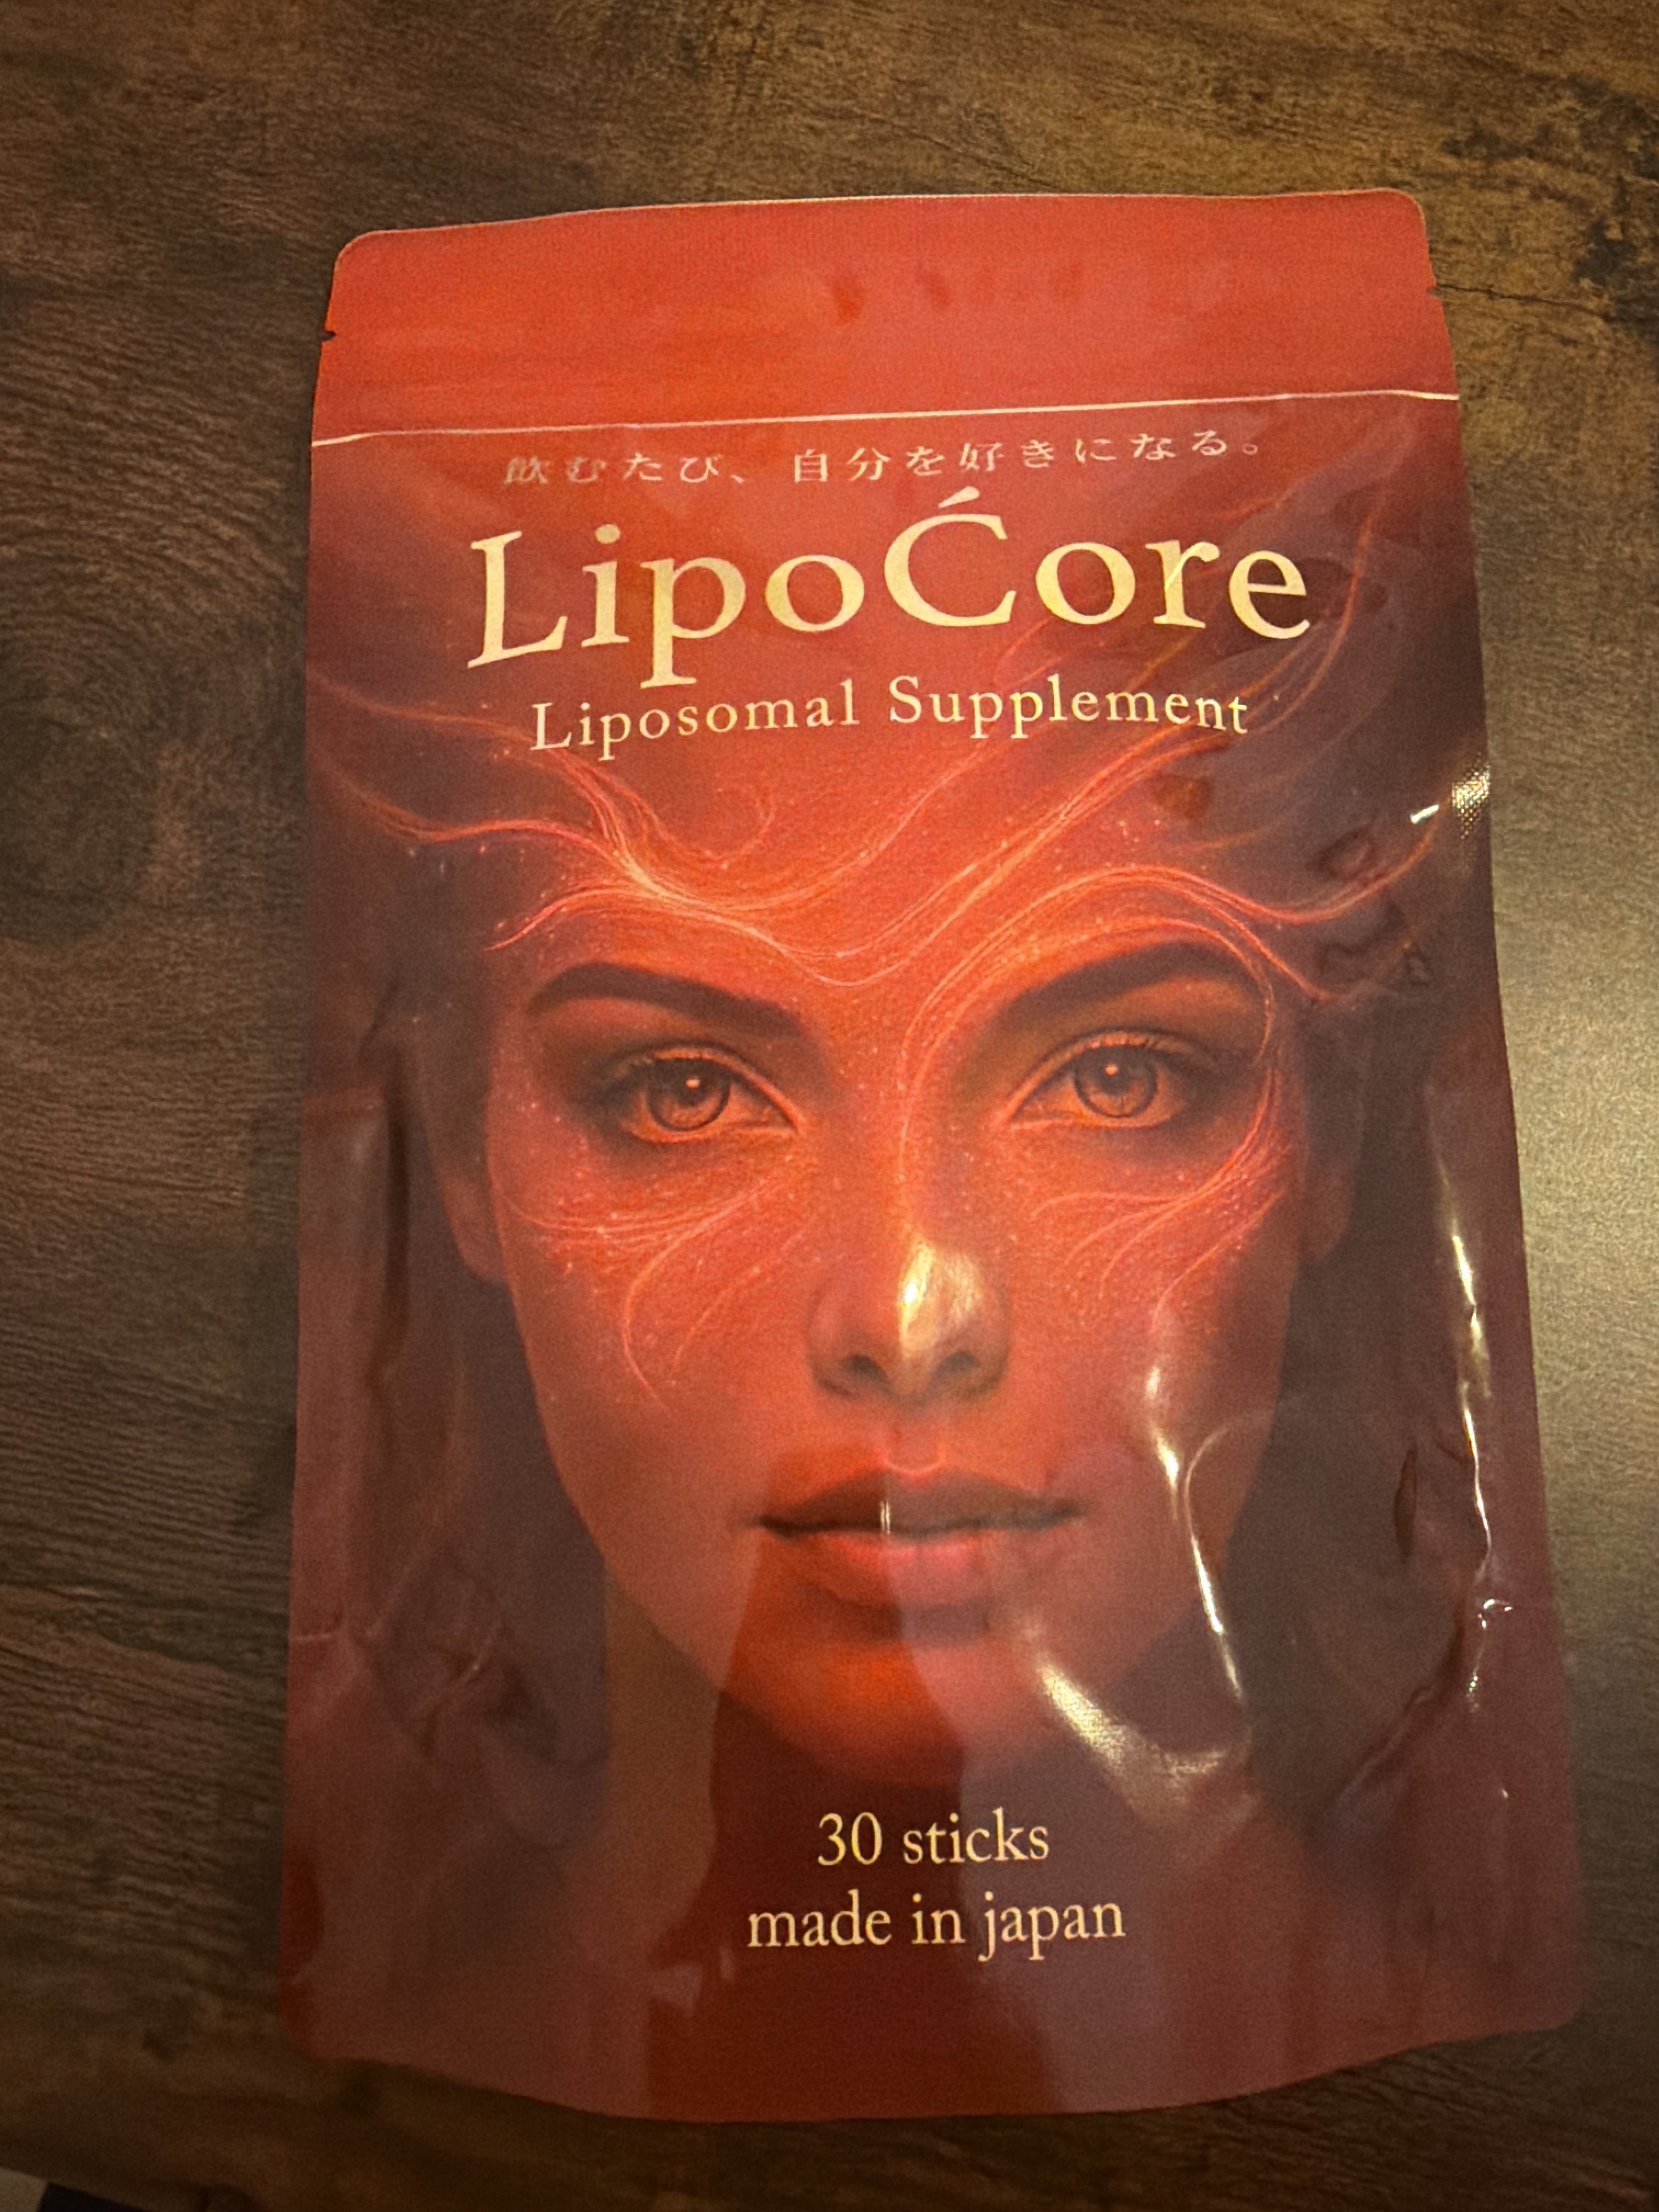 飲むたび、自分を好きになる。
LipoĆore
Liposomal Supplement
30 sticks
made in japan